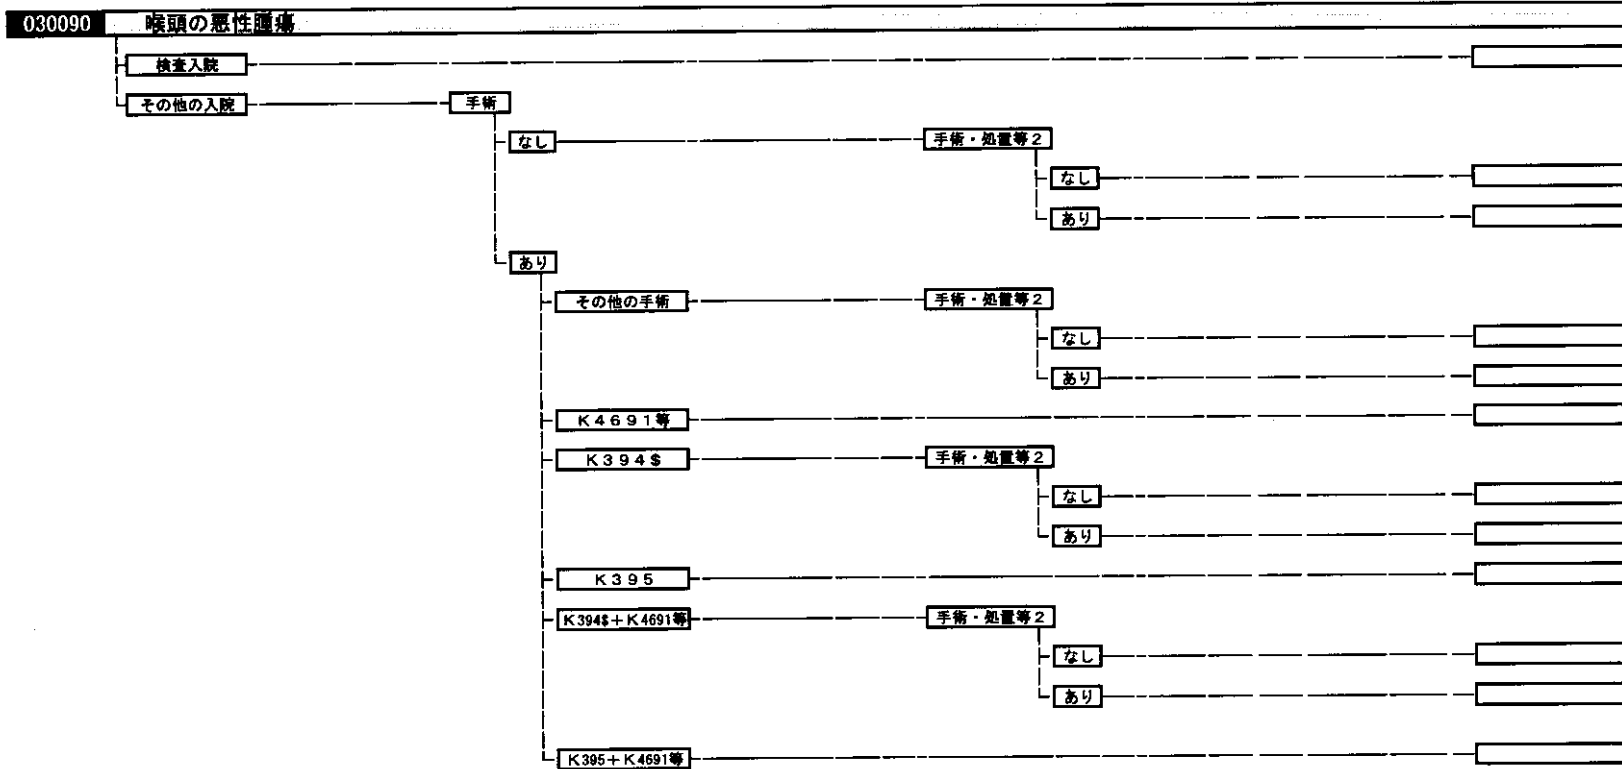 030090 喉頭の悪性腫瘍
検査入院
その他の入院 手術
なし 手術・処置等2
なし
あり
あり
その他の手術 手術・処置等2
なし
あり
K4691等
K394$ 手術・処置等2
なし
あり
K395
K394$+K4691等 手術・処置等2
なし
あり
K395+K4691等